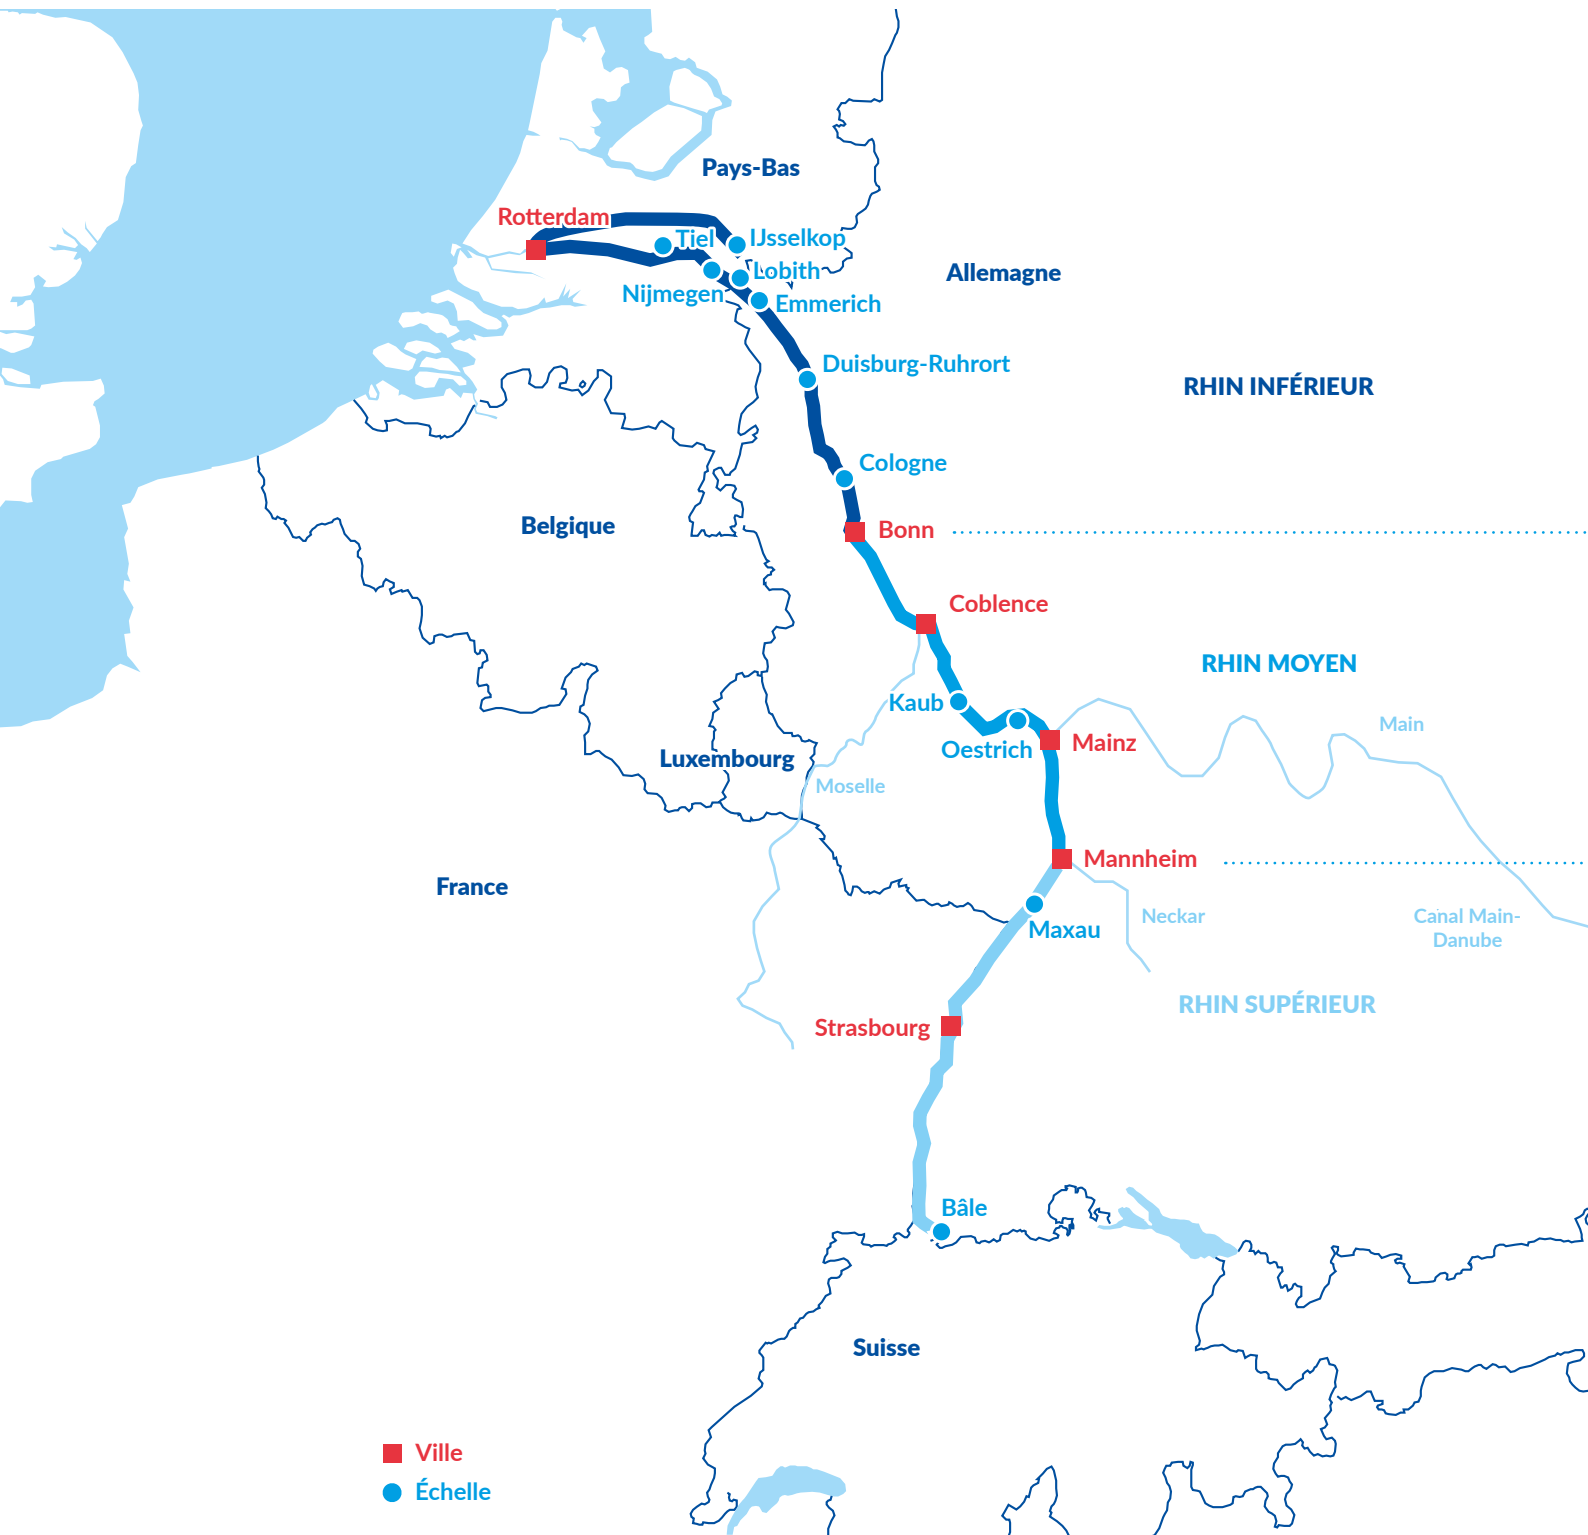 Pays-Bas
Rotterdam
Tiel
IJsselkop
Lobith
Allemagne
Nijmegen
Emmerich
Duisburg-Ruhrort
RHIN INFÉRIEUR
Cologne
Belgique
Bonn
Coblence
RHIN MOYEN
Kaub
Main
Oestrich
Mainz
Luxembourg
Moselle
Mannheim
France
Neckar
Canal Main-
Danube
Maxau
RHIN SUPÉRIEUR
Strasbourg
Bâle
Suisse
Ville
Échelle